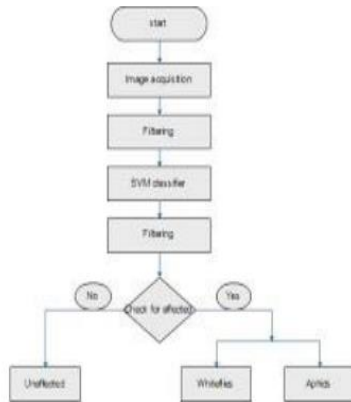 start
Image acquisition
Filtering
SVM classifier
Filtering
Check for affected
No
Yes
Unaffected
Whiteflies
Aphids